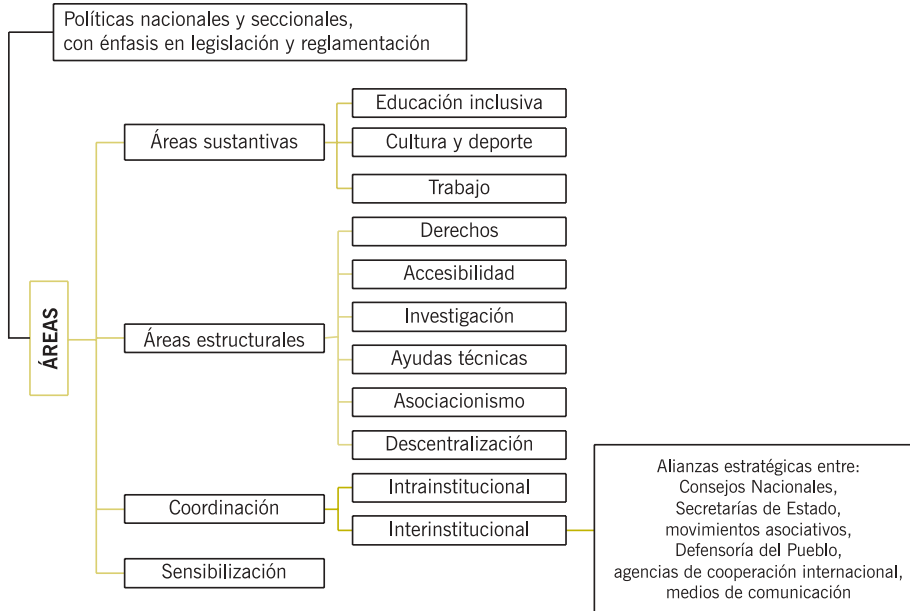 Políticas nacionales y seccionales,
con énfasis en legislación y reglamentación
ÁREAS
Áreas sustantivas
Educación inclusiva
Cultura y deporte
Trabajo
Áreas estructurales
Derechos
Accesibilidad
Investigación
Ayudas técnicas
Asociacionismo
Descentralización
Coordinación
Intrainstitucional
Interinstitucional
Alianzas estratégicas entre:
Consejos Nacionales,
Secretarías de Estado,
movimientos asociativos,
Defensoría del Pueblo,
agencias de cooperación internacional,
medios de comunicación
Sensibilización